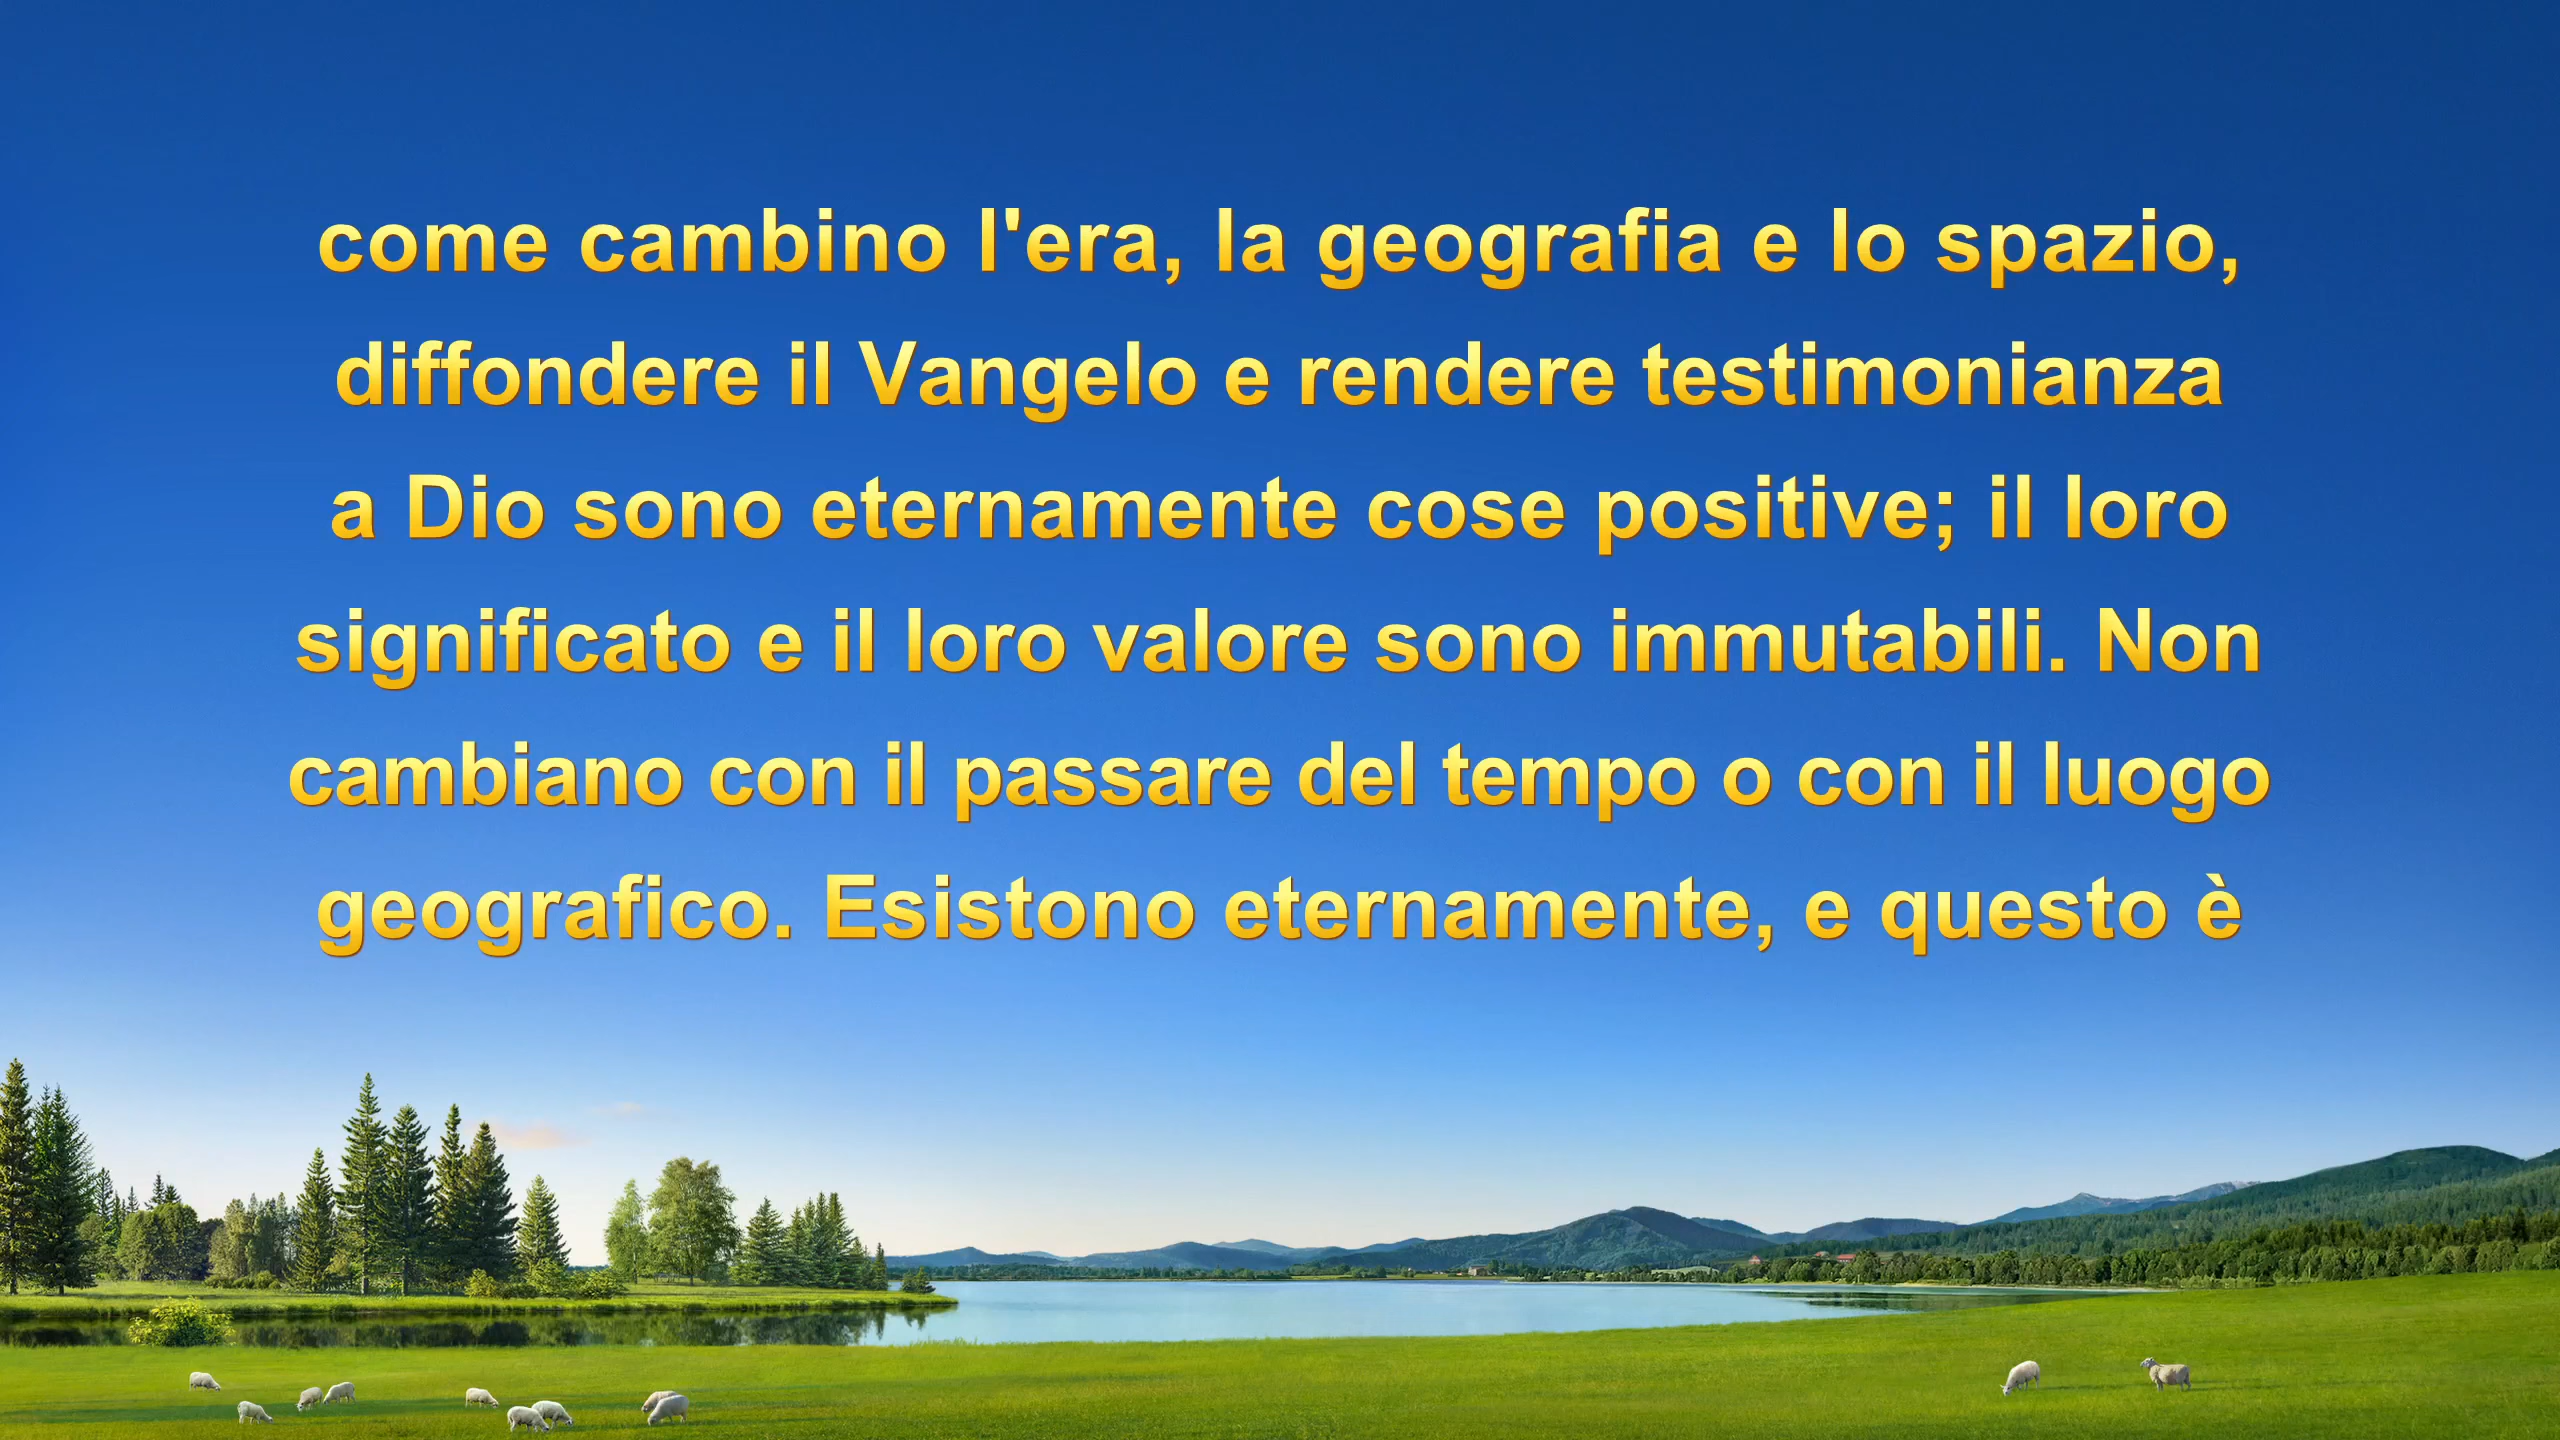 come cambino l'era, la geografia e lo spazio,
diffondere il Vangelo e rendere testimonianza
a Dio sono eternamente cose positive; il loro
significato e il loro valore sono immutabili. Non
cambiano con il passare del tempo o con il luogo
geografico. Esistono eternamente, e questo è